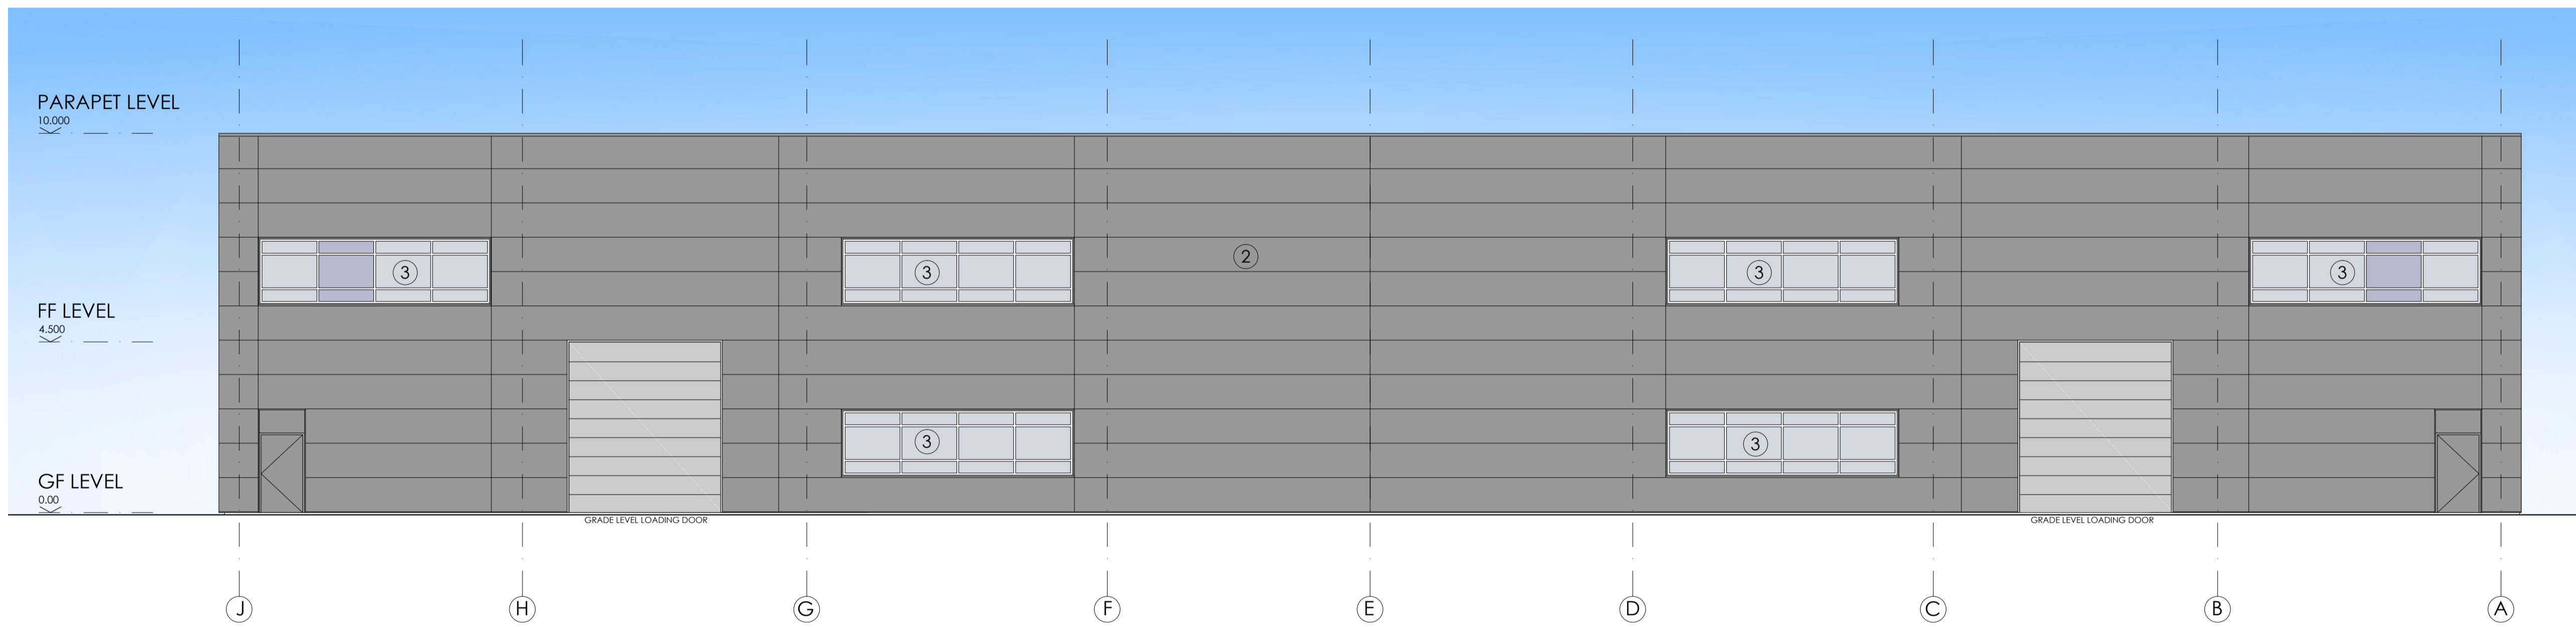 PARAPET LEVEL
10.000
2
3
3
3
3
FF LEVEL
4.500
3
3
GF LEVEL
0.00
GRADE LEVEL LOADING DOOR
GRADE LEVEL LOADING DOOR
J
H
G
F
E
D
C
B
A